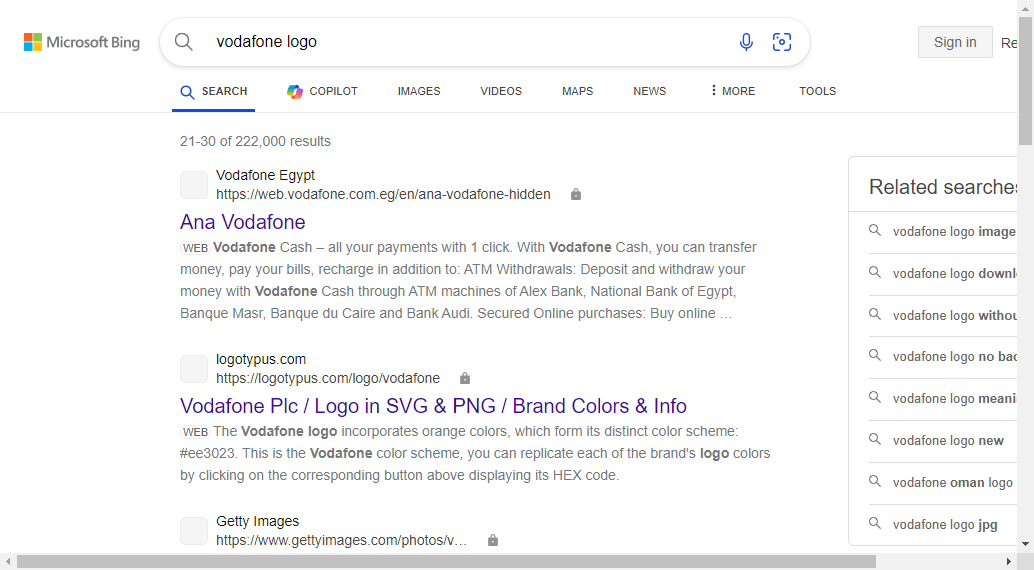 Microsoft Bing
vodafone logo
Sign in
Re
SEARCH
COPILOT
IMAGES
VIDEOS
MAPS
NEWS
MORE
TOOLS
21-30 of 222,000 results
Vodafone Egypt
https://web.vodafone.com.eg/en/ana-vodafone-hidden
Ana Vodafone
WEB Vodafone Cash – all your payments with 1 click. With Vodafone Cash, you can transfer
money, pay your bills, recharge in addition to: ATM Withdrawals: Deposit and withdraw your
money with Vodafone Cash through ATM machines of Alex Bank, National Bank of Egypt,
Banque Masr, Banque du Caire and Bank Audi. Secured Online purchases: Buy online …
logotypus.com
https://logotypus.com/logo/vodafone
Vodafone Plc / Logo in SVG & PNG / Brand Colors & Info
WEB The Vodafone logo incorporates orange colors, which form its distinct color scheme:
#ee3023. This is the Vodafone color scheme, you can replicate each of the brand's logo colors
by clicking on the corresponding button above displaying its HEX code.
Getty Images
https://www.gettyimages.com/photos/v…
Related searches
vodafone logo image
vodafone logo downl
vodafone logo withou
vodafone logo no bac
vodafone logo meani
vodafone logo new
vodafone oman logo
vodafone logo jpg